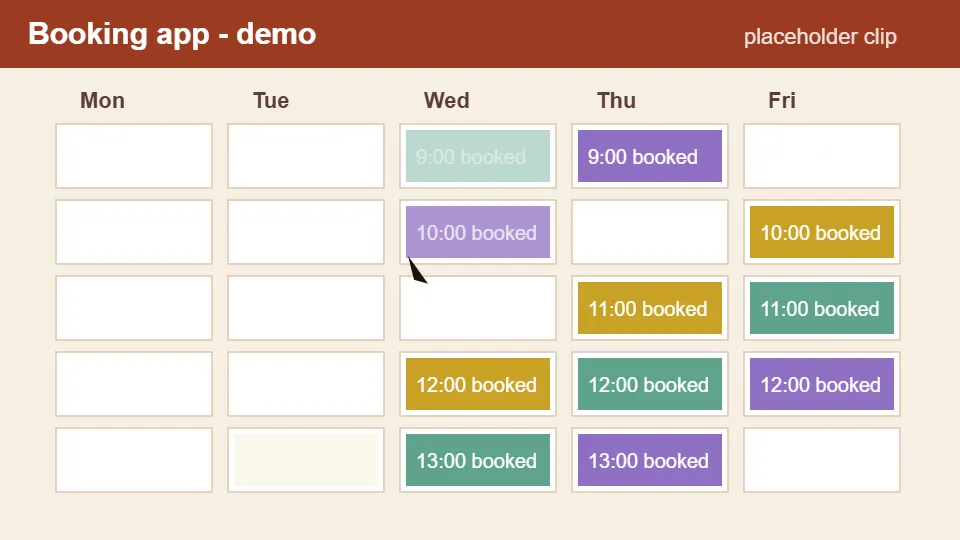 Booking app - demo
placeholder clip
Mon Tue Wed Thu Fri
9:00 booked 9:00 booked
10:00 booked 10:00 booked
11:00 booked 11:00 booked
12:00 booked 12:00 booked 12:00 booked
13:00 booked 13:00 booked